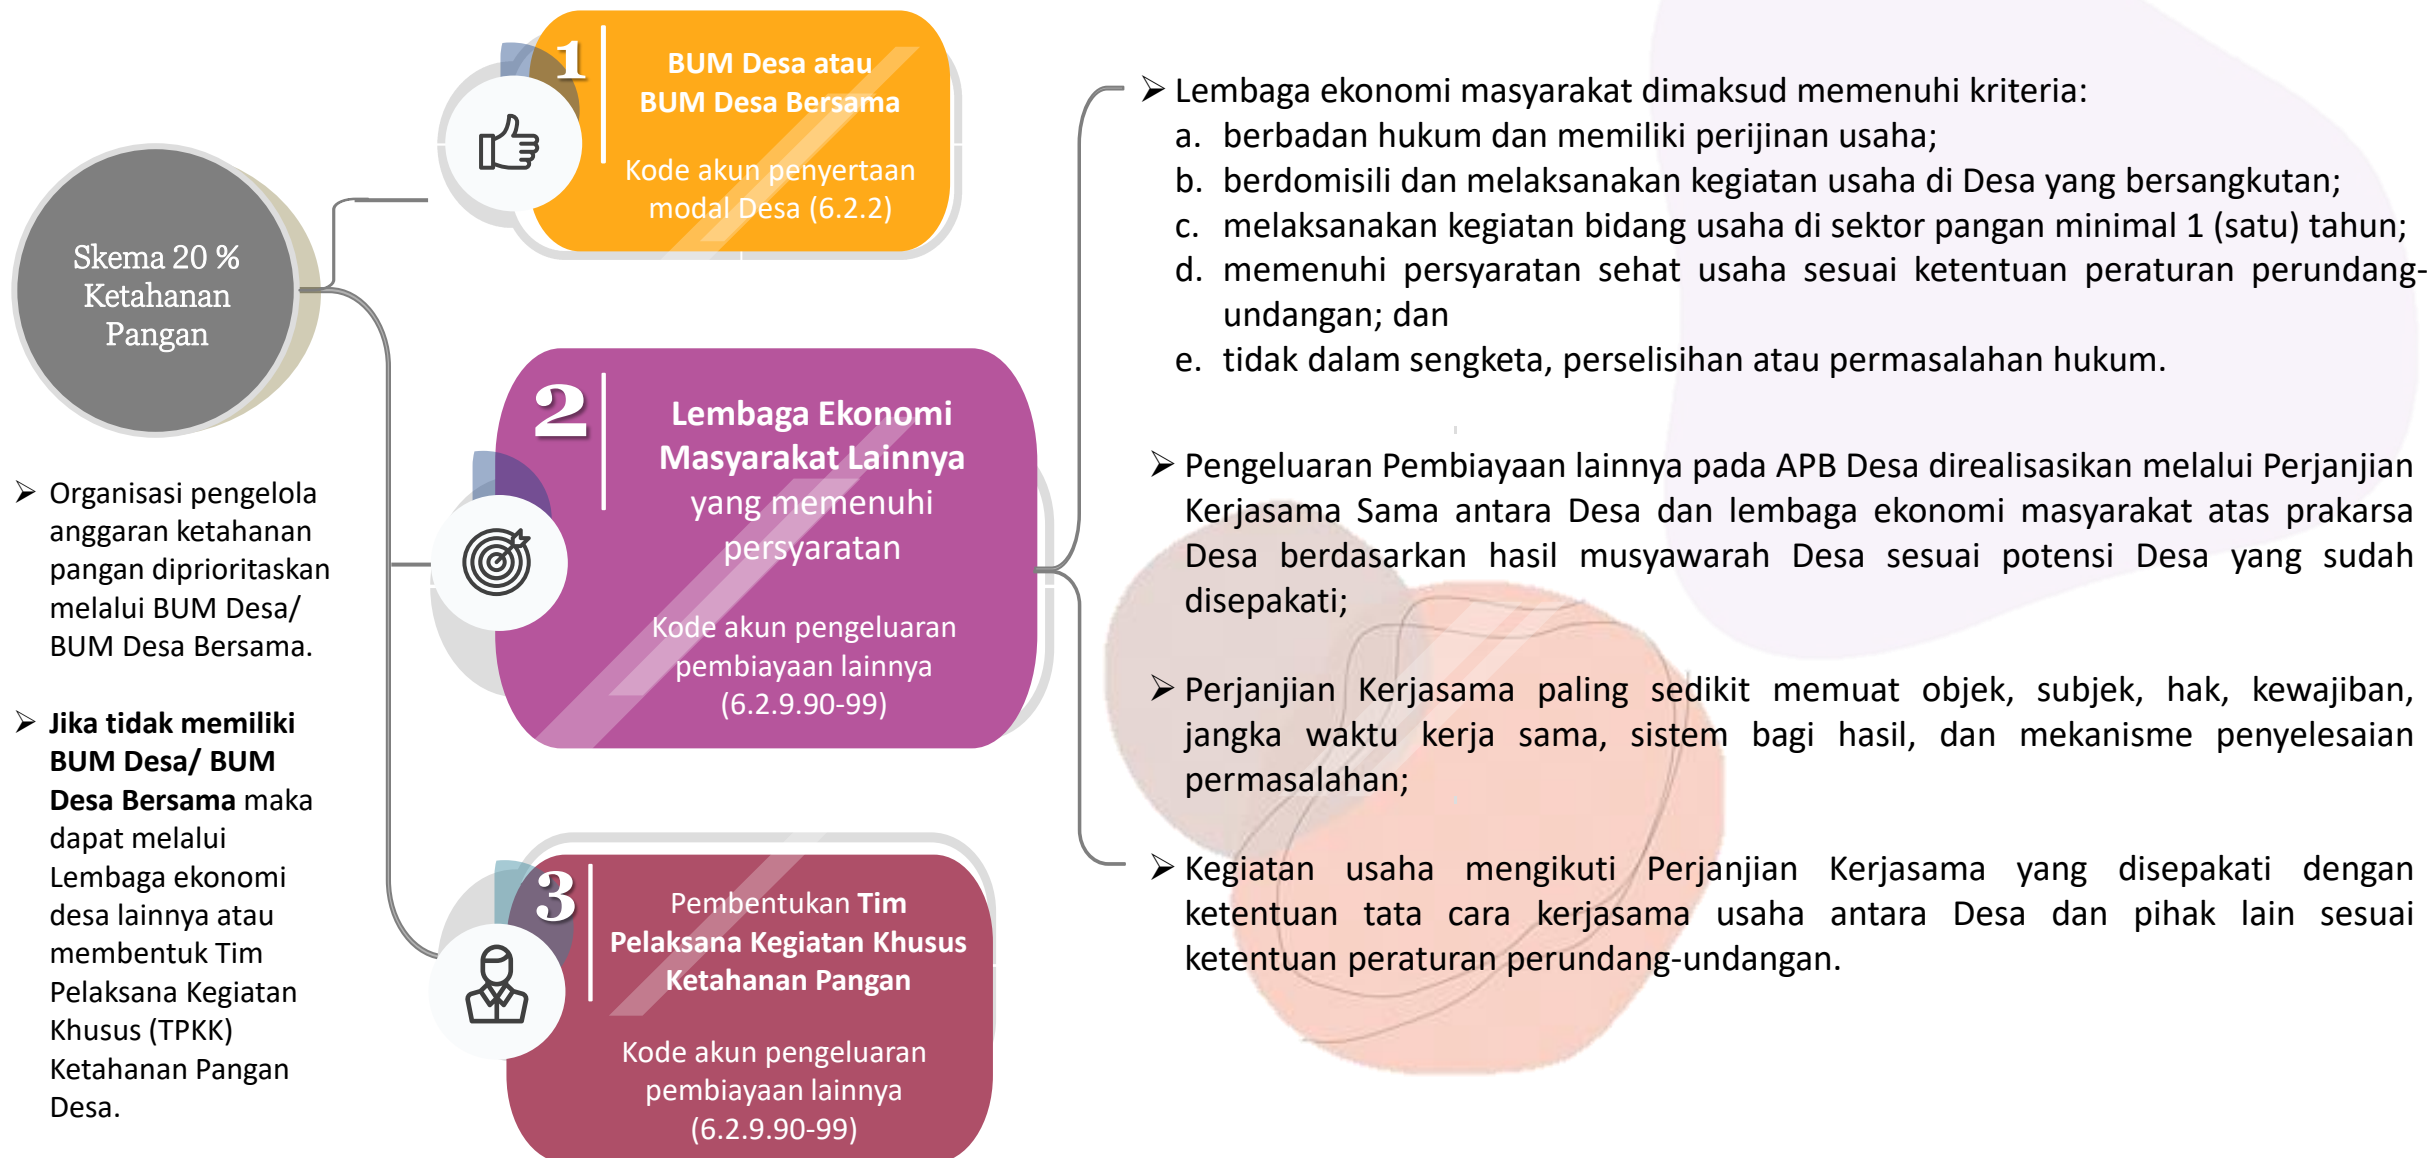 Skema 20 %
Ketahanan
Pangan
➢ Organisasi pengelola
anggaran ketahanan
pangan diprioritaskan
melalui BUM Desa/
BUM Desa Bersama.
➢ Jika tidak memiliki
BUM Desa/ BUM
Desa Bersama maka
dapat melalui
Lembaga ekonomi
desa lainnya atau
membentuk Tim
Pelaksana Kegiatan
Khusus (TPKK)
Ketahanan Pangan
Desa.
1
BUM Desa atau
BUM Desa Bersama
Kode akun penyertaan
modal Desa (6.2.2)
2
Lembaga Ekonomi
Masyarakat Lainnya
yang memenuhi
persyaratan
Kode akun pengeluaran
pembiayaan lainnya
(6.2.9.90-99)
3
Pembentukan Tim
Pelaksana Kegiatan Khusus
Ketahanan Pangan
Kode akun pengeluaran
pembiayaan lainnya
(6.2.9.90-99)
➢ Lembaga ekonomi masyarakat dimaksud memenuhi kriteria:
a. berbadan hukum dan memiliki perijinan usaha;
b. berdomisili dan melaksanakan kegiatan usaha di Desa yang bersangkutan;
c. melaksanakan kegiatan bidang usaha di sektor pangan minimal 1 (satu) tahun;
d. memenuhi persyaratan sehat usaha sesuai ketentuan peraturan perundang-
undangan; dan
e. tidak dalam sengketa, perselisihan atau permasalahan hukum.
➢ Pengeluaran Pembiayaan lainnya pada APB Desa direalisasikan melalui Perjanjian
Kerjasama Sama antara Desa dan lembaga ekonomi masyarakat atas prakarsa
Desa berdasarkan hasil musyawarah Desa sesuai potensi Desa yang sudah
disepakati;
➢ Perjanjian Kerjasama paling sedikit memuat objek, subjek, hak, kewajiban,
jangka waktu kerja sama, sistem bagi hasil, dan mekanisme penyelesaian
permasalahan;
➢ Kegiatan usaha mengikuti Perjanjian Kerjasama yang disepakati dengan
ketentuan tata cara kerjasama usaha antara Desa dan pihak lain sesuai
ketentuan peraturan perundang-undangan.